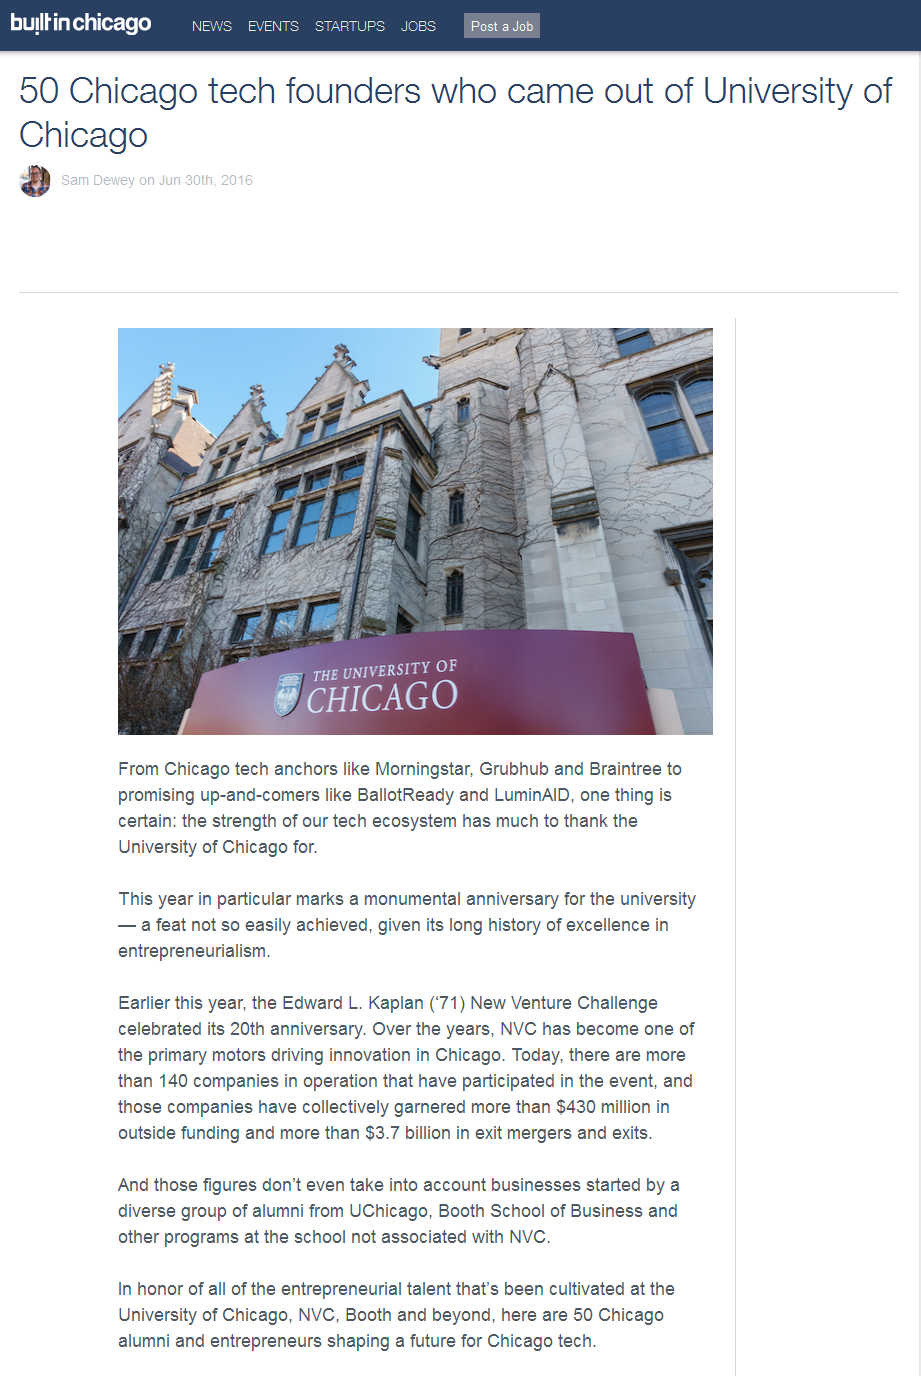 builtin chicago
NEWS EVENTS STARTUPS JOBS Post a Job
50 Chicago tech founders who came out of University of
Chicago
Sam Dewey on Jun 30th, 2016
THE UNIVERSITY OF
CHICAGO
From Chicago tech anchors like Morningstar, Grubhub and Braintree to
promising up-and-comers like BallotReady and LuminAID, one thing is
certain: the strength of our tech ecosystem has much to thank the
University of Chicago for.
This year in particular marks a monumental anniversary for the university
— a feat not so easily achieved, given its long history of excellence in
entrepreneurialism.
Earlier this year, the Edward L. Kaplan (‘71) New Venture Challenge
celebrated its 20th anniversary. Over the years, NVC has become one of
the primary motors driving innovation in Chicago. Today, there are more
than 140 companies in operation that have participated in the event, and
those companies have collectively garnered more than $430 million in
outside funding and more than $3.7 billion in exit mergers and exits.
And those figures don’t even take into account businesses started by a
diverse group of alumni from UChicago, Booth School of Business and
other programs at the school not associated with NVC.
In honor of all of the entrepreneurial talent that’s been cultivated at the
University of Chicago, NVC, Booth and beyond, here are 50 Chicago
alumni and entrepreneurs shaping a future for Chicago tech.